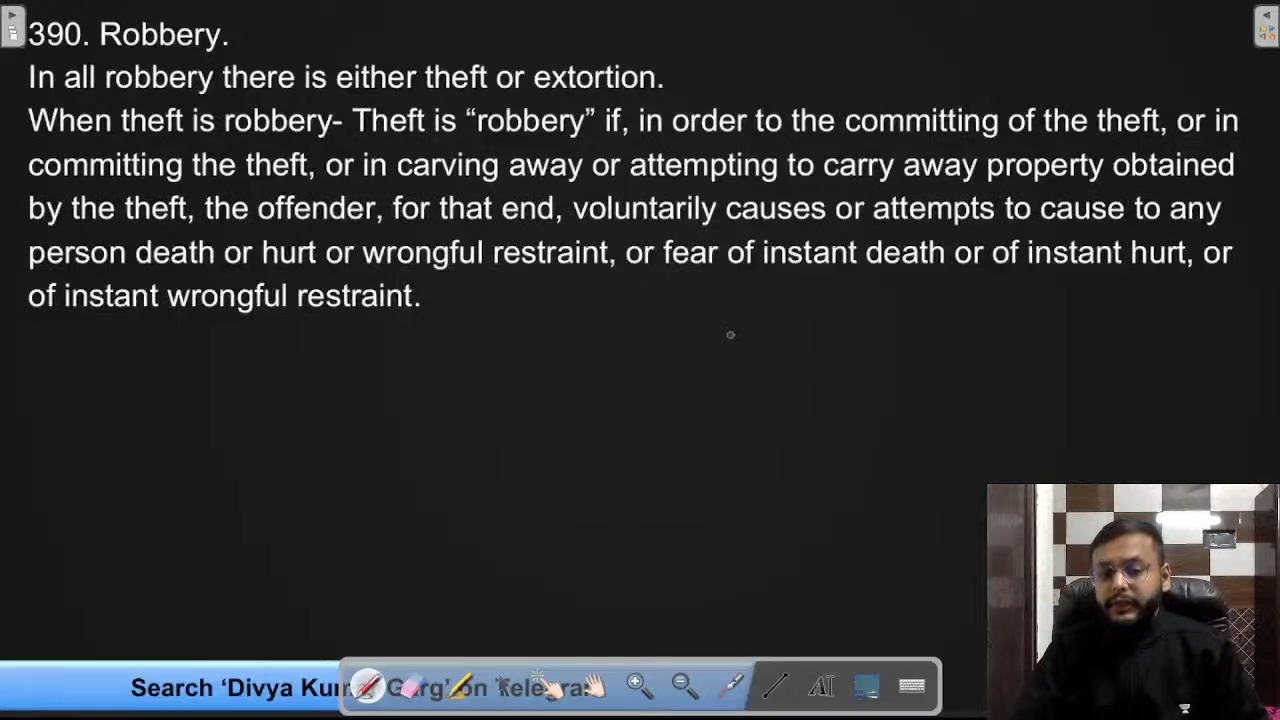 390. Robbery.
In all robbery there is either theft or extortion.
When theft is robbery- Theft is “robbery” if, in order to the committing of the theft, or in
committing the theft, or in carving away or attempting to carry away property obtained
by the theft, the offender, for that end, voluntarily causes or attempts to cause to any
person death or hurt or wrongful restraint, or fear of instant death or of instant hurt, or
of instant wrongful restraint.
Search ‘Divya on
AI